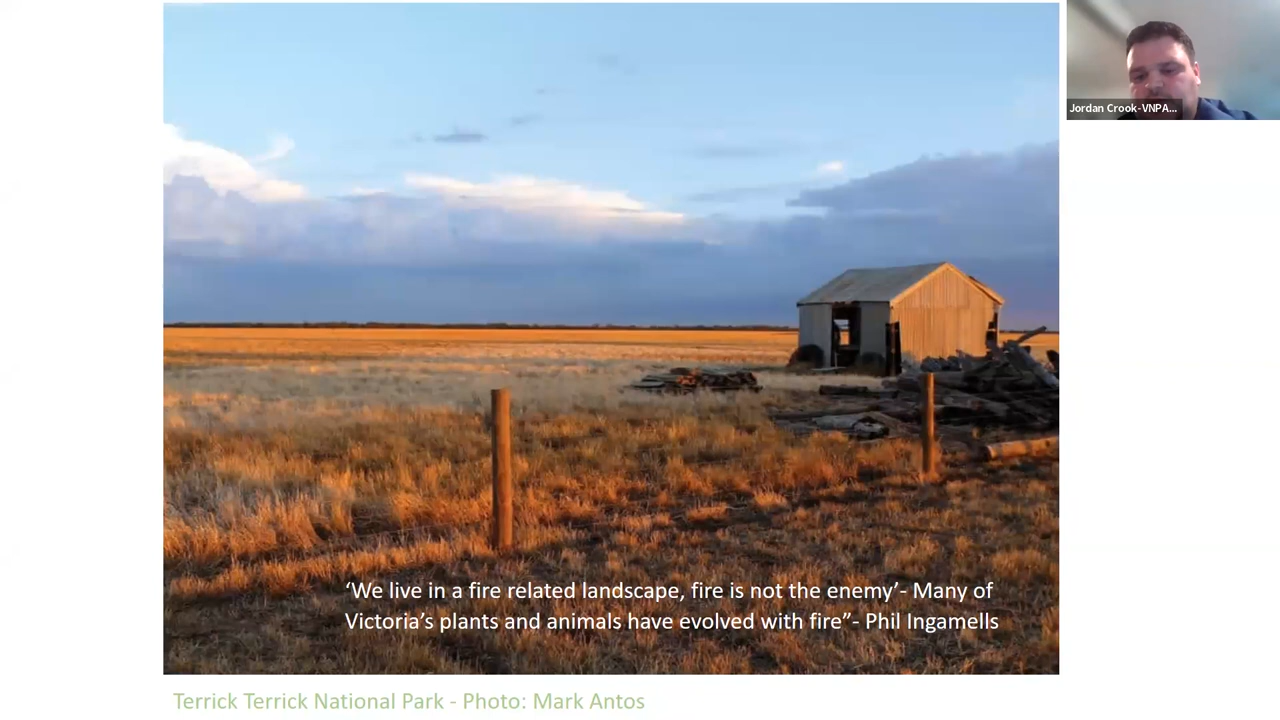 Jordan Crook-VNPA...
‘We live in a fire related landscape, fire is not the enemy’- Many of
Victoria’s plants and animals have evolved with fire”- Phil Ingamells
Terrick Terrick National Park - Photo: Mark Antos